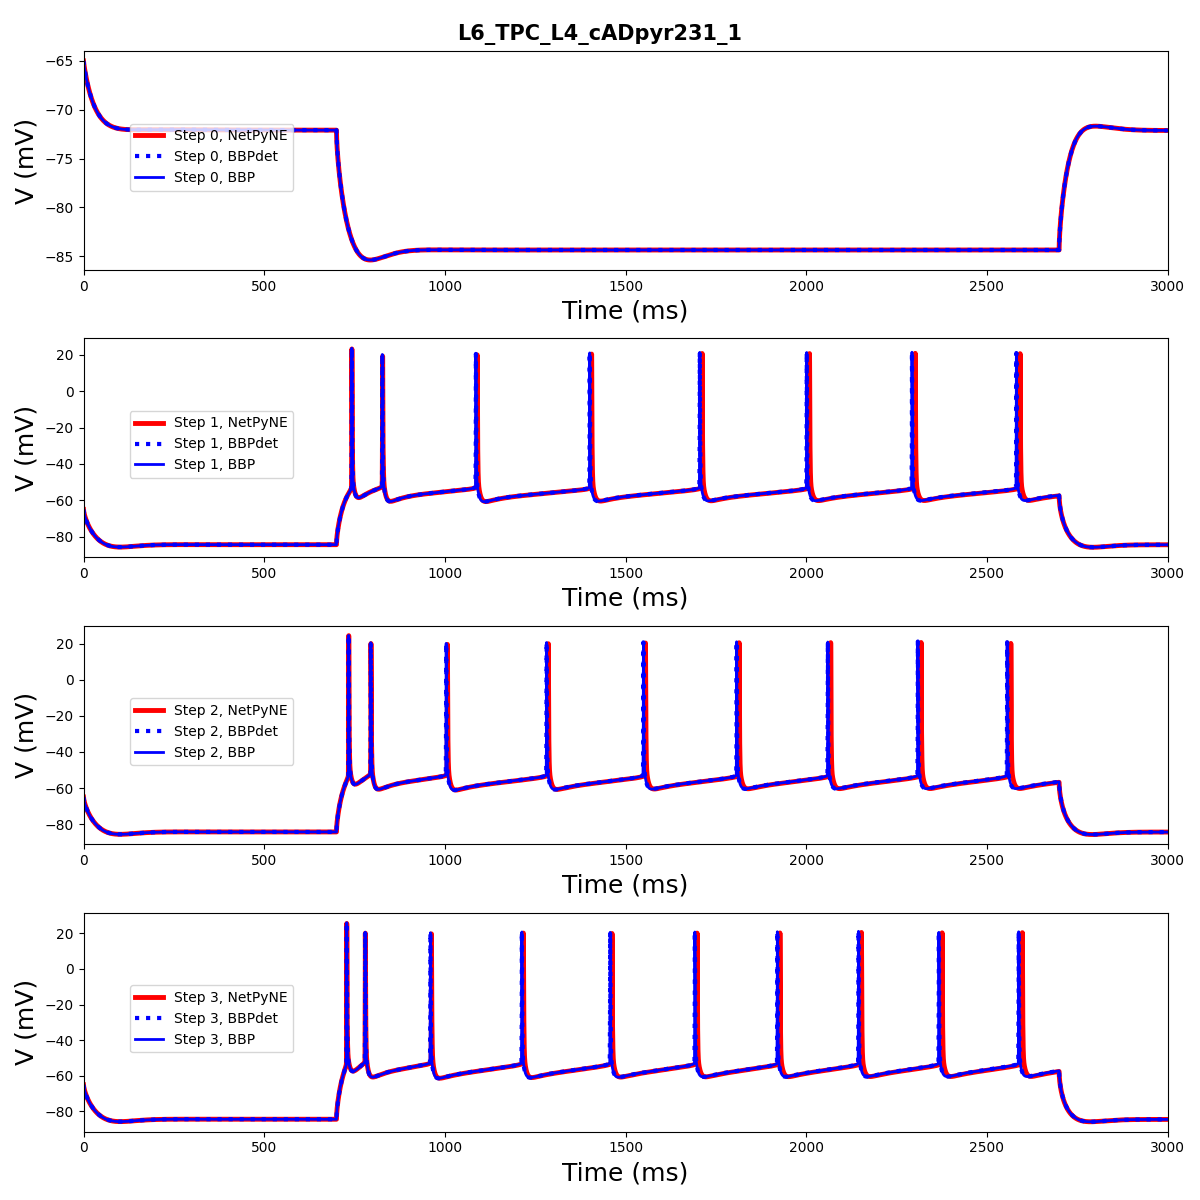 L6_TPC_L4_cADpyr231_1
−65
−70
−75
−80
−85
V (mV)
Step 0, NetPyNE
Step 0, BBPdet
Step 0, BBP
0 500 1000 1500 2000 2500 3000
Time (ms)
20
0
−20
−40
−60
−80
V (mV)
Step 1, NetPyNE
Step 1, BBPdet
Step 1, BBP
0 500 1000 1500 2000 2500 3000
Time (ms)
20
0
−20
−40
−60
−80
V (mV)
Step 2, NetPyNE
Step 2, BBPdet
Step 2, BBP
0 500 1000 1500 2000 2500 3000
Time (ms)
20
0
−20
−40
−60
−80
V (mV)
Step 3, NetPyNE
Step 3, BBPdet
Step 3, BBP
0 500 1000 1500 2000 2500 3000
Time (ms)